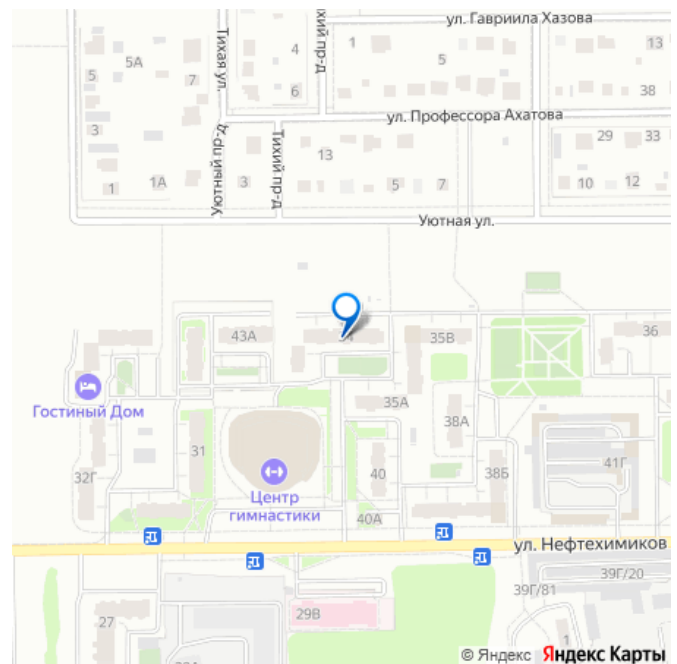 ул. Гавриила Хазова
Тихая ул.
Тихий пр-д
4
1
13
5А
5
5
7
6
38
ул. Профессора Ахатова
3
Уютный пр-д
Тихий пр-д
13
29
33
1
1А
3
5
7
10
12
Уютная ул.
43А
35В
36
Гостиный Дом
35А
38А
31
32Г
40
38Б
41Г
Центр
гимнастики
40А
ул. Нефтехимиков
39Г/20
39Г/81
27
29В
1
© Яндекс Яндекс Карты